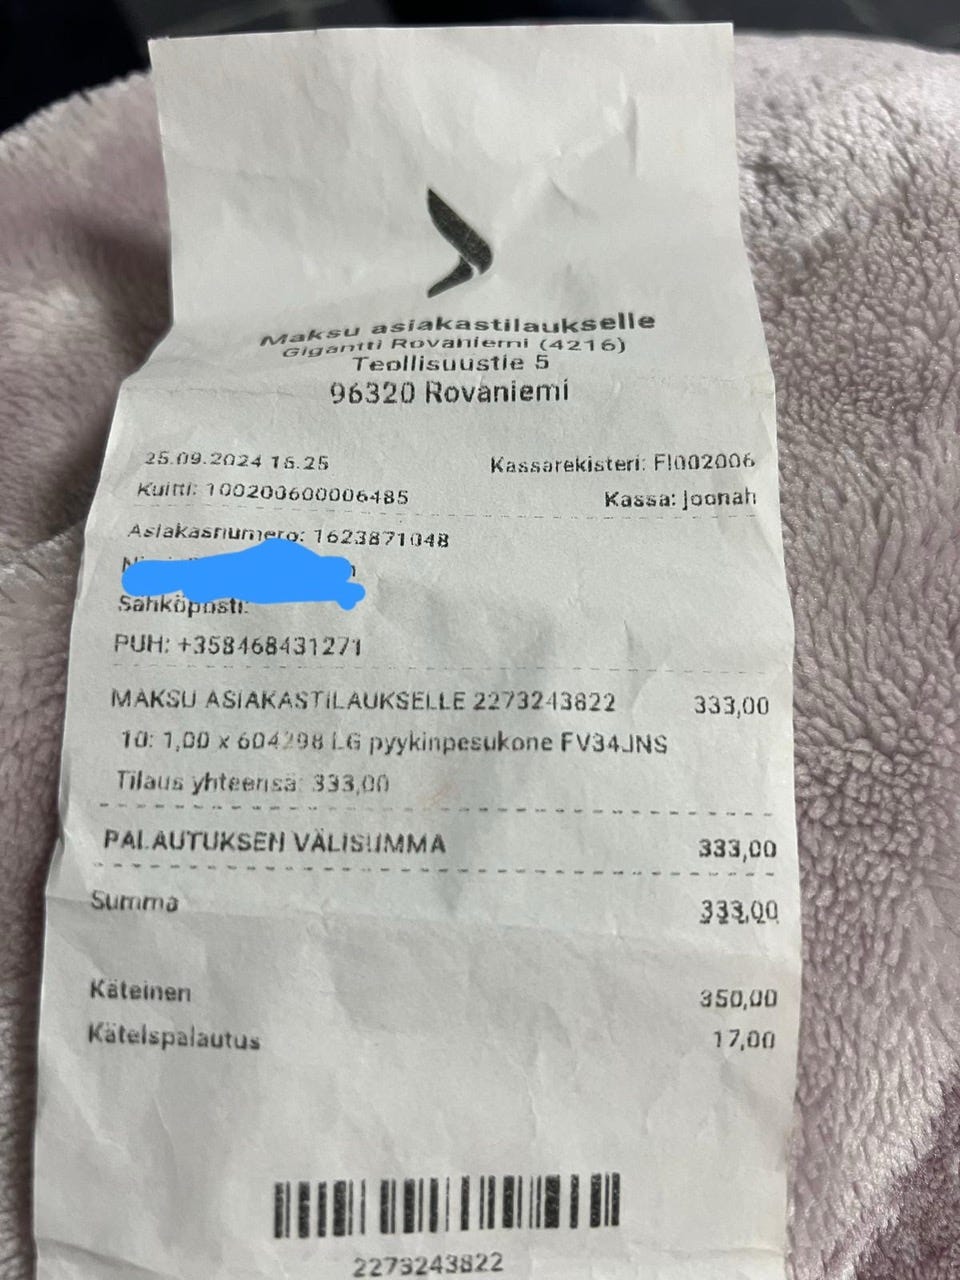 Maksu asiakastilaukselle
Gigantti Rovaniemi (4216)
Teollisuustie 5
96320 Rovaniemi
25.09.2024 16.25 Kassarekisteri: FI002006
Kuitti: 100200600006485 Kassa: Joonah
Asiakasnumero: 1623871048
Sähköposti:
PUH: +358468431271
MAKSU ASIAKASTILAUKSELLE 2273243822 333,00
10: 1,00 x 604298 LG pyykinpesukone FV34JNS
Tilaus yhteensä: 333,00
PALAUTUKSEN VÄLISUMMA 333,00
Summa 333,00
Käteinen 350,00
Käteispalautus 17,00
2273243822